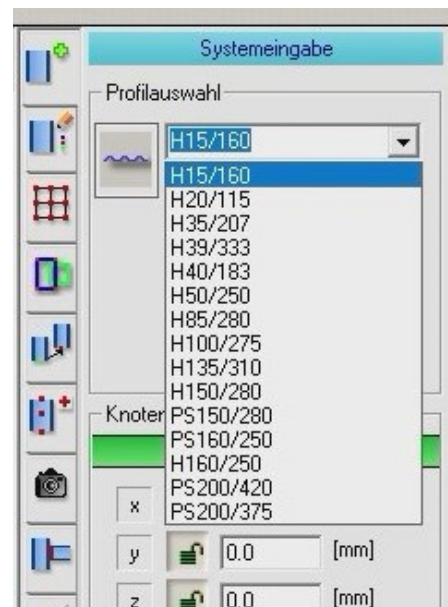 Systemeingabe
Profilauswahl
H15/160
H15/160
H20/115
H35/207
H39/333
H40/183
H50/250
H85/280
H100/275
H135/310
H150/280
PS150/280
PS160/250
H160/250
PS200/420
PS200/375
Knoten
x
y 0.0 [mm]
z 0.0 [mm]